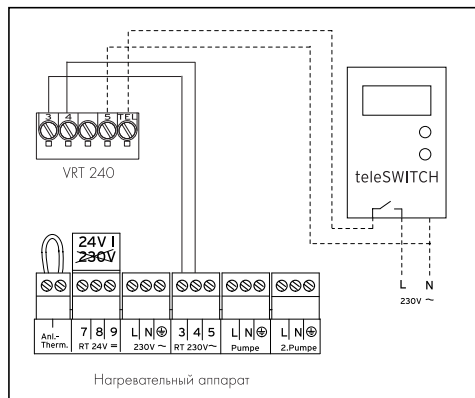 3 4 5 TEL
VRT 240
teleSWITCH
L N
230V ~
24V I
230V
Anl.-
Therm.
7 8 9
RT 24V =
L N
230V ~
3 4 5
RT 230V~
L N
Pumpe
L N
2.Pumpe
Нагревательный аппарат